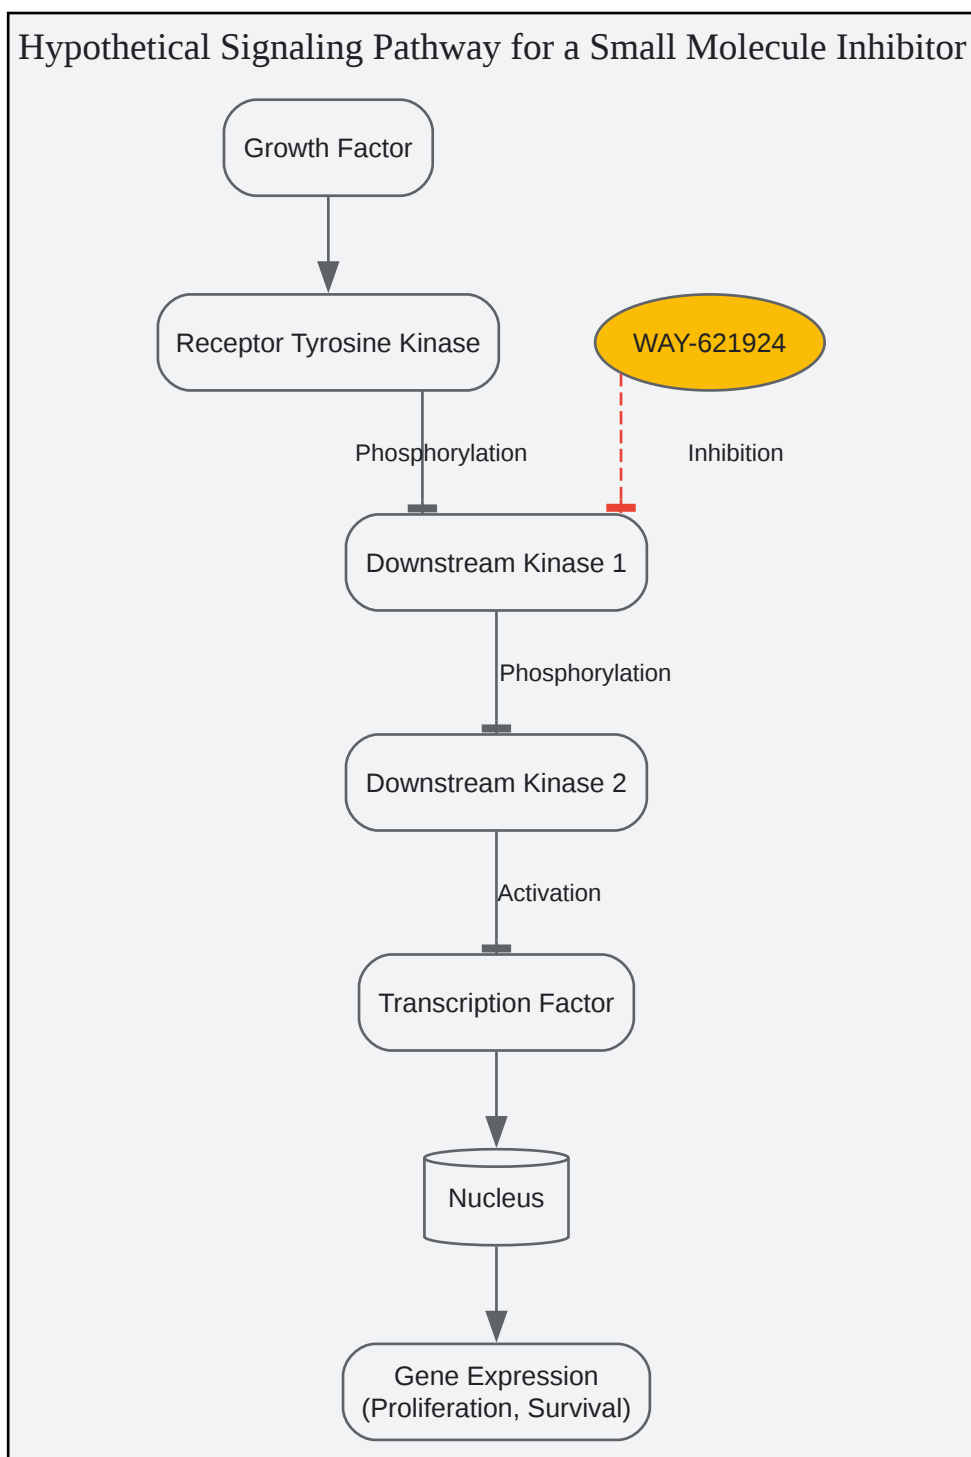 Hypothetical Signaling Pathway for a Small Molecule Inhibitor
Growth Factor
Receptor Tyrosine Kinase
WAY-621924
Phosphorylation
Inhibition
Downstream Kinase 1
Phosphorylation
Downstream Kinase 2
Activation
Transcription Factor
Nucleus
Gene Expression
(Proliferation, Survival)